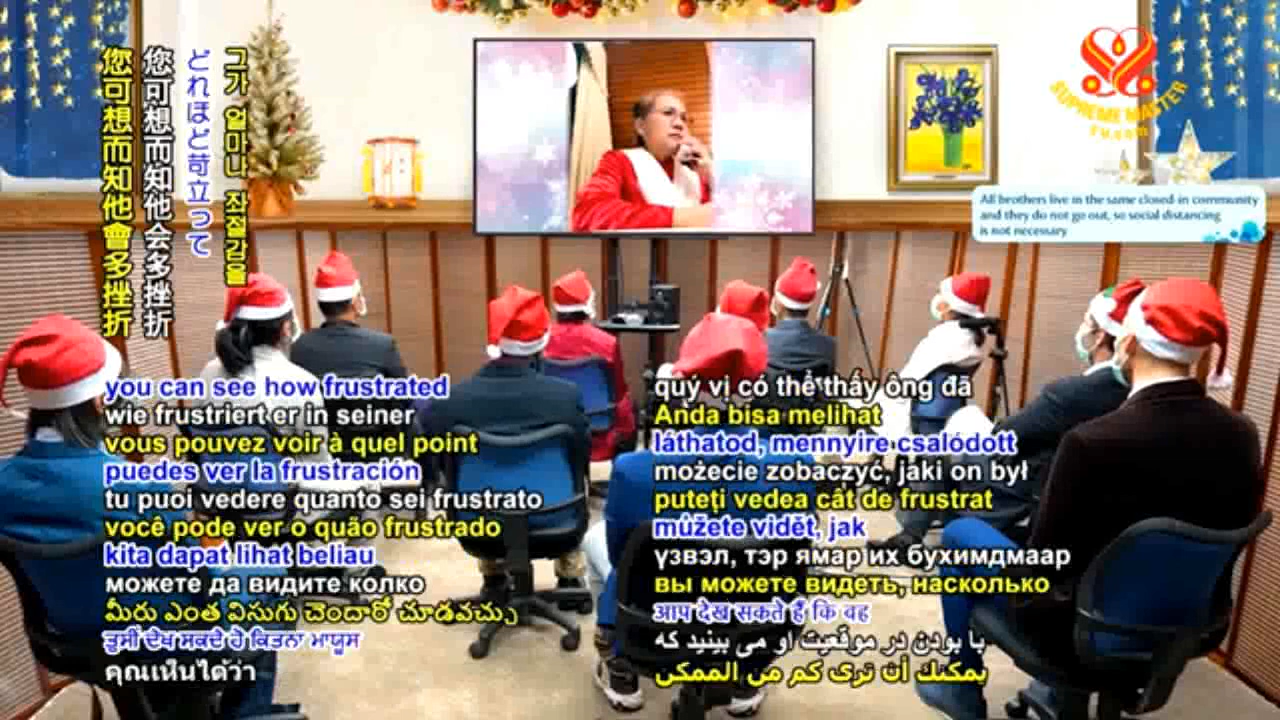 그가 얼마나 좌절감을
どれほど苛立って
您可想而知他会多挫折
您可想而知他會多挫折
SUPREME MASTER
TV.com
All brothers live in the same closed in community
and they do not go out, so social distancing
is not necessary
you can see how frustrated
wie frustriert er in seiner
vous pouvez voir à quel point
puedes ver la frustración
tu puoi vedere quanto sei frustrato
você pode ver o quão frustrado
kita dapat lihat beliau
можете да видите колко
మీరు ఎంత విసుగు చెందారో చూడవచ్చు
ਤੁਸੀਂ ਦੇਖ ਸਕਦੇ ਹੋ ਕਿਤਨਾ ਮਾਯੂਸ
คุณเห็นได้ว่า
quý vị có thể thấy ông đã
Anda bisa melihat
láthatod, mennyire csalódott
możecie zobaczyć, jaki on był
puteți vedea cât de frustrat
můžete vidět, jak
үзвэл, тэр ямар их бухимдмаар
вы можете видеть, насколько
आप देख सकते हैं कि वह
با بودن در موقعیت او می بینید که
يمكنك أن ترى كم من الممكن